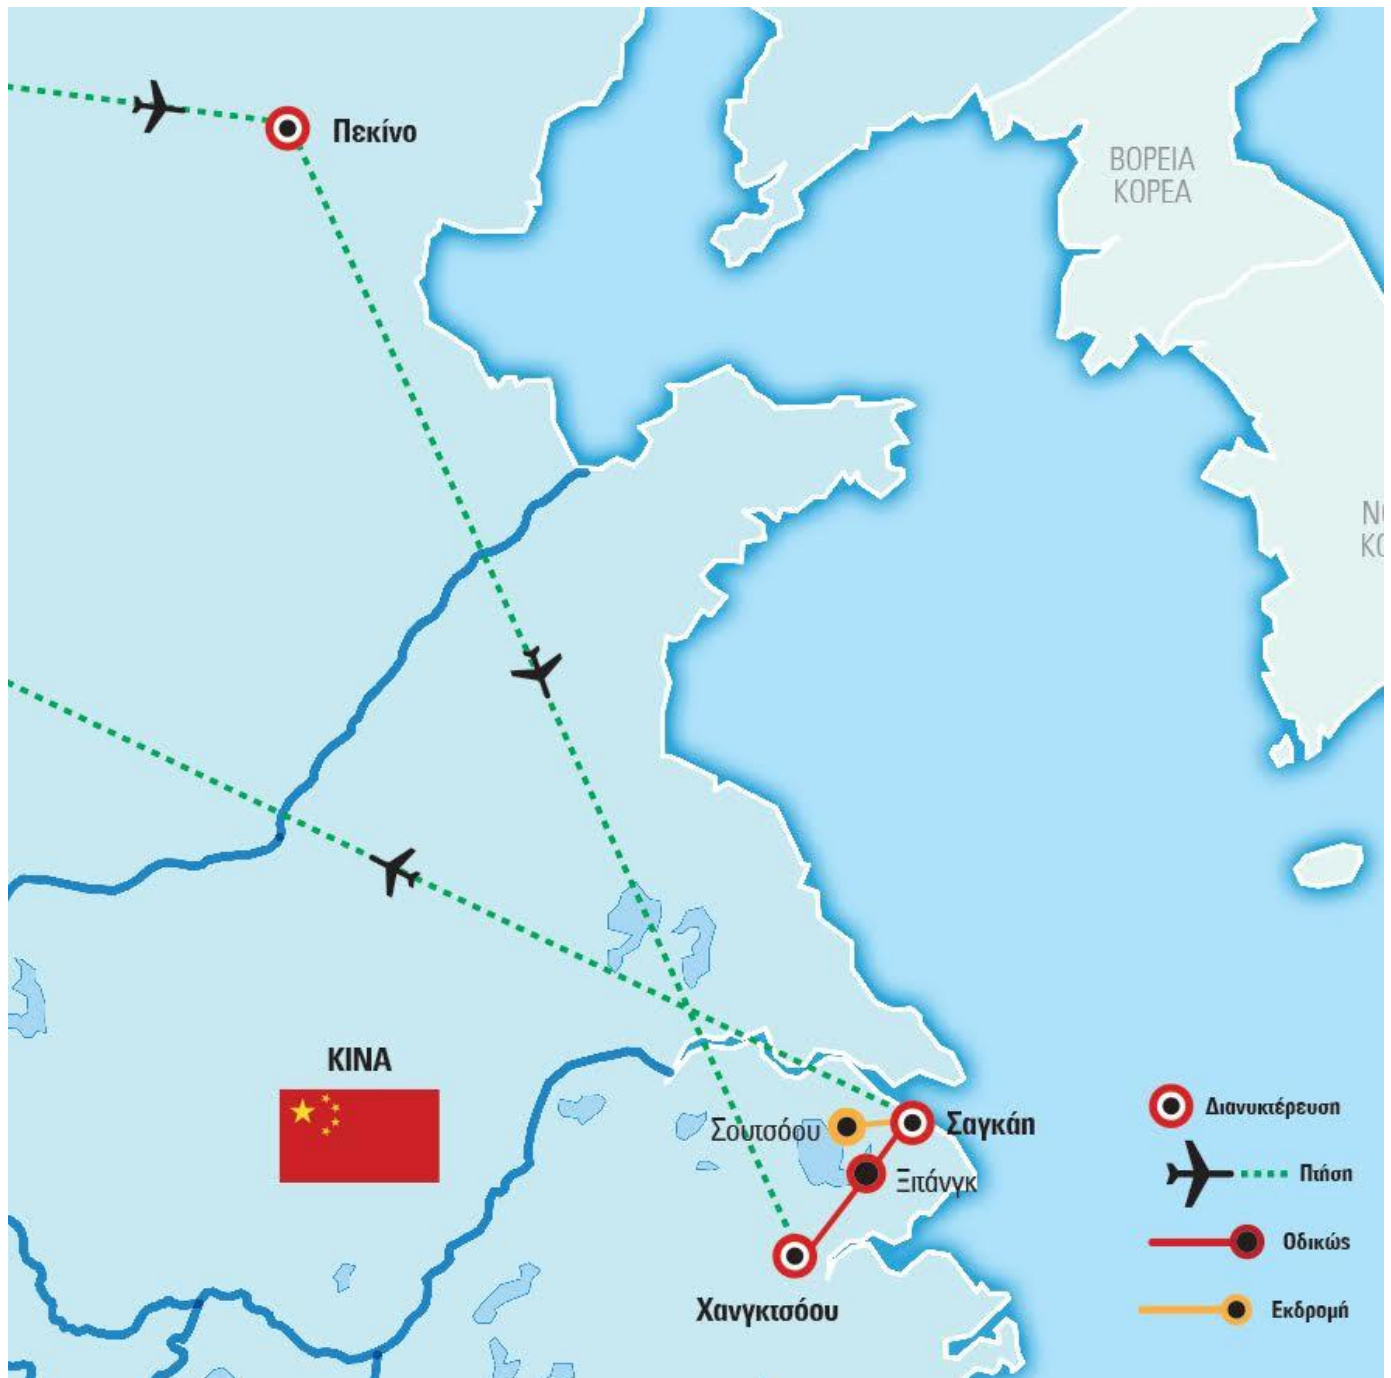 Πεκίνο
ΒΟΡΕΙΑ
ΚΟΡΕΑ
ΚΙΝΑ
Σουτσόου
Σαγκάη
Ξιτάνγκ
Χανγκτσόου
Διανυκτέρευση
Πτήση
Οδικώς
Εκδρομή